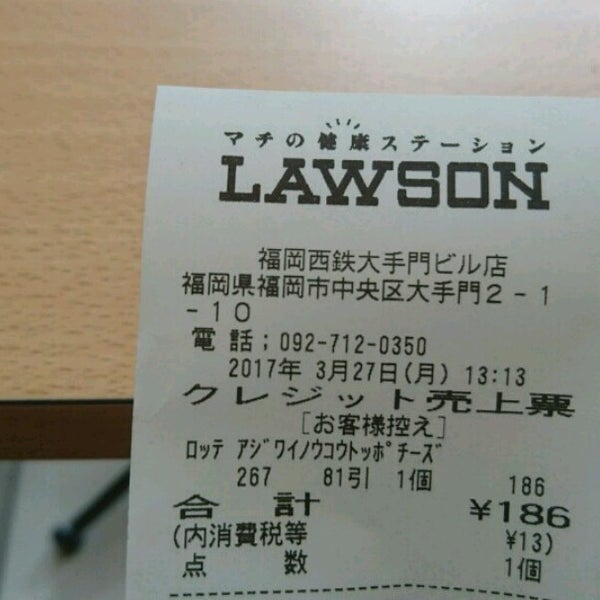 マチの健康ステーション
LAWSON
福岡西鉄大手門ビル店
福岡県福岡市中央区大手門2-1
-10
電話;092-712-0350
2017年 3月27日(月) 13:13
クレジット売上票
[お客様控え]
ロッテ アジワイノウコウトッポチーズ
267 81引 1個 186
合計 ¥186
(内消費税等 ¥13)
点数 1個